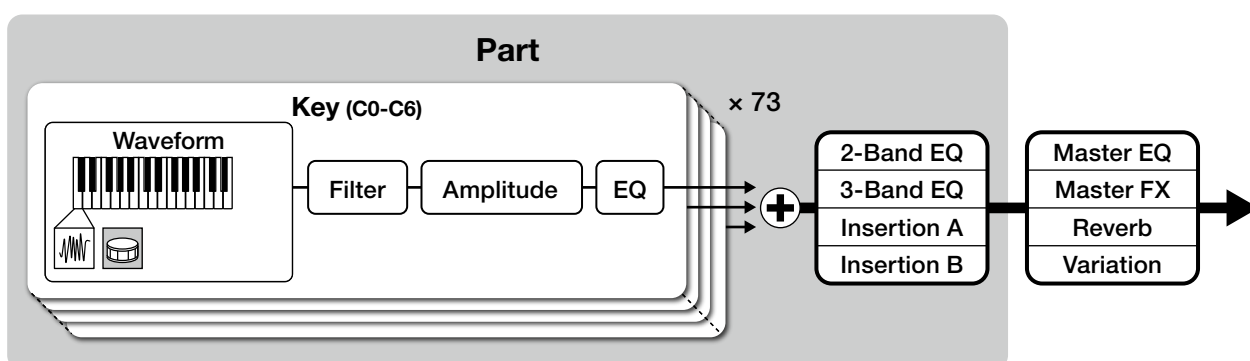 Part
Key (C0-C6)
× 73
Waveform
Filter
Amplitude
EQ
2-Band EQ
3-Band EQ
Insertion A
Insertion B
Master EQ
Master FX
Reverb
Variation